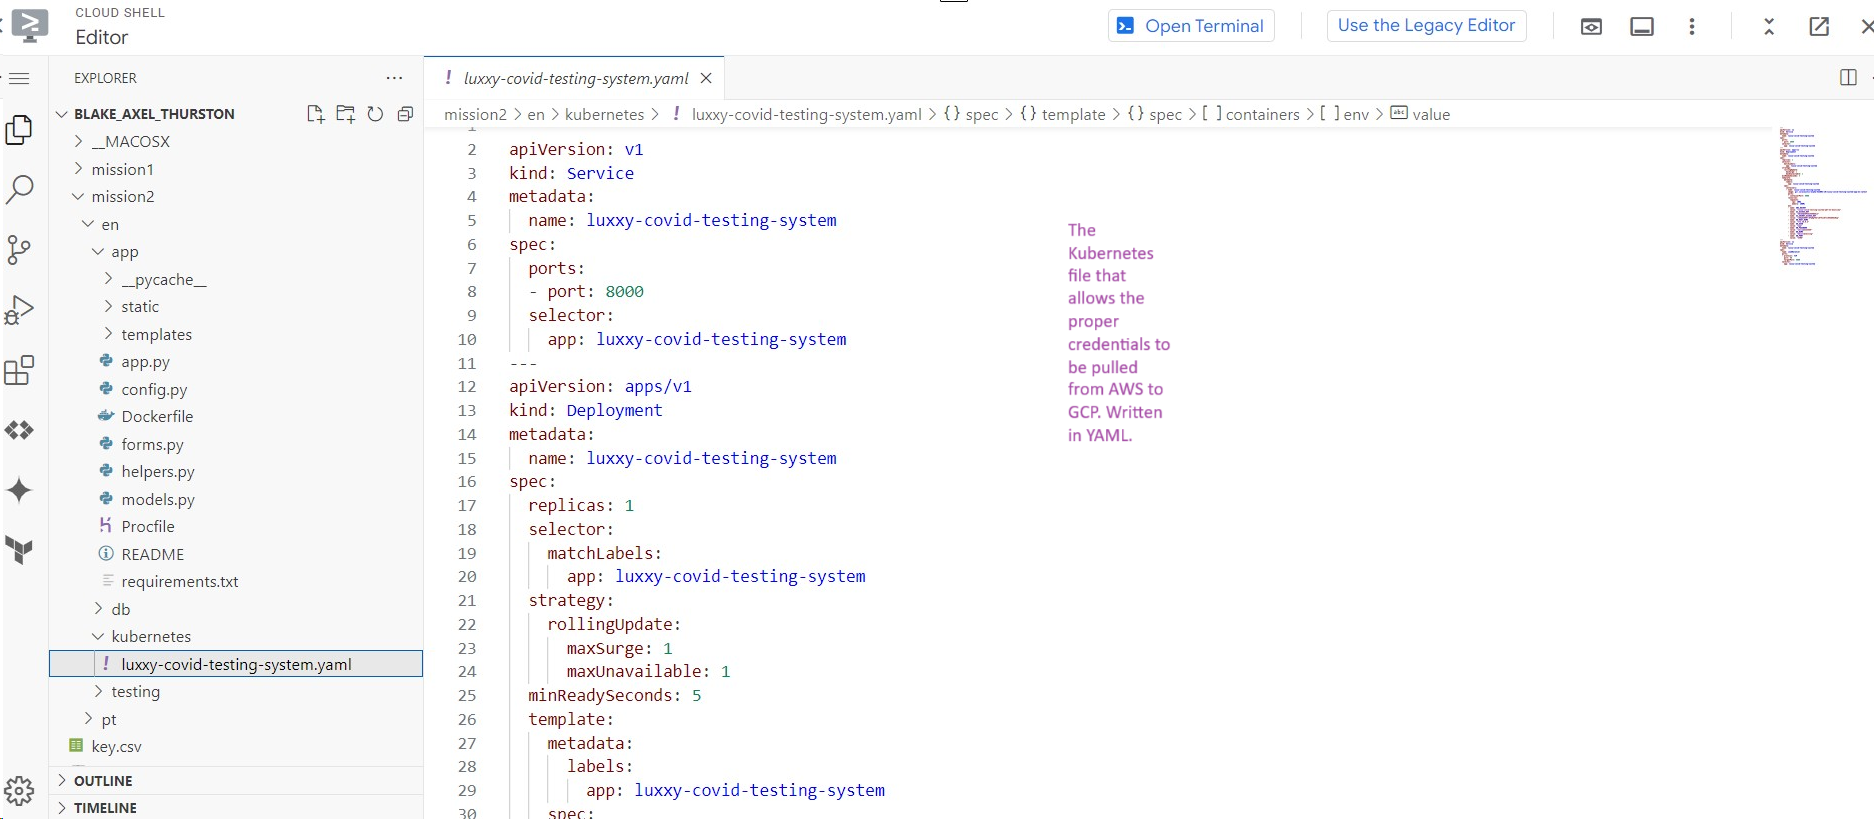 CLOUD SHELL
Editor
Open Terminal
Use the Legacy Editor
EXPLORER
BLAKE_AXEL_THURSTON
__MACOSX
mission1
mission2
en
app
__pycache__
static
templates
app.py
config.py
Dockerfile
forms.py
helpers.py
models.py
Procfile
README
requirements.txt
db
kubernetes
luxxy-covid-testing-system.yaml
testing
pt
key.csv
OUTLINE
TIMELINE
luxxy-covid-testing-system.yaml
mission2 > en > kubernetes > ! luxxy-covid-testing-system.yaml > {} spec > {} template > {} spec > [ ] containers > [ ] env > abc value
1
2 apiVersion: v1
3 kind: Service
4 metadata:
5 name: luxxy-covid-testing-system
6 spec:
7 ports:
8 - port: 8000
9 selector:
10 app: luxxy-covid-testing-system
11 ---
12 apiVersion: apps/v1
13 kind: Deployment
14 metadata:
15 name: luxxy-covid-testing-system
16 spec:
17 replicas: 1
18 selector:
19 matchLabels:
20 app: luxxy-covid-testing-system
21 strategy:
22 rollingUpdate:
23 maxSurge: 1
24 maxUnavailable: 1
25 minReadySeconds: 5
26 template:
27 metadata:
28 labels:
29 app: luxxy-covid-testing-system
30 spec:
The
Kubernetes
file that
allows the
proper
credentials to
be pulled
from AWS to
GCP. Written
in YAML.